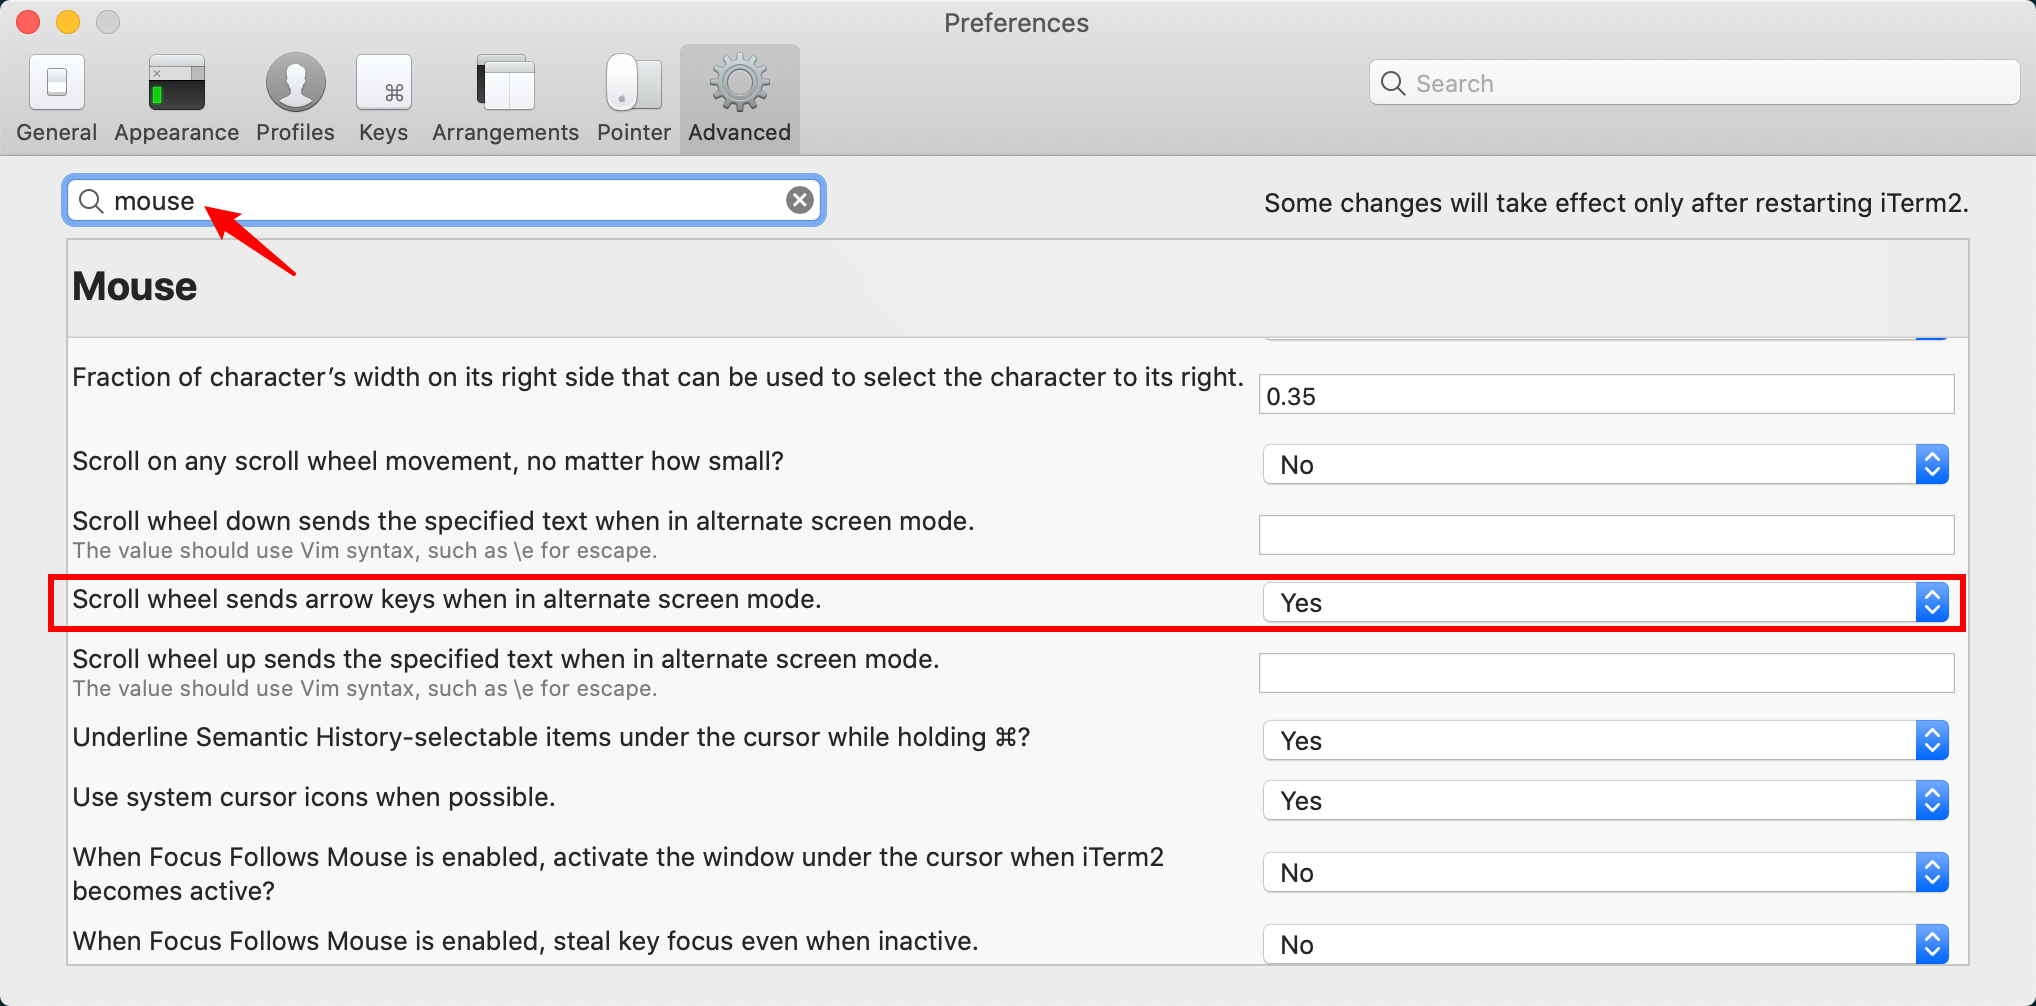 Preferences
General Appearance Profiles Keys Arrangements Pointer Advanced
Search
mouse
Some changes will take effect only after restarting iTerm2.
Mouse
Fraction of character’s width on its right side that can be used to select the character to its right.
0.35
Scroll on any scroll wheel movement, no matter how small?
No
Scroll wheel down sends the specified text when in alternate screen mode.
The value should use Vim syntax, such as \e for escape.
Scroll wheel sends arrow keys when in alternate screen mode.
Yes
Scroll wheel up sends the specified text when in alternate screen mode.
The value should use Vim syntax, such as \e for escape.
Underline Semantic History-selectable items under the cursor while holding ⌘?
Yes
Use system cursor icons when possible.
Yes
When Focus Follows Mouse is enabled, activate the window under the cursor when iTerm2
becomes active?
No
When Focus Follows Mouse is enabled, steal key focus even when inactive.
No